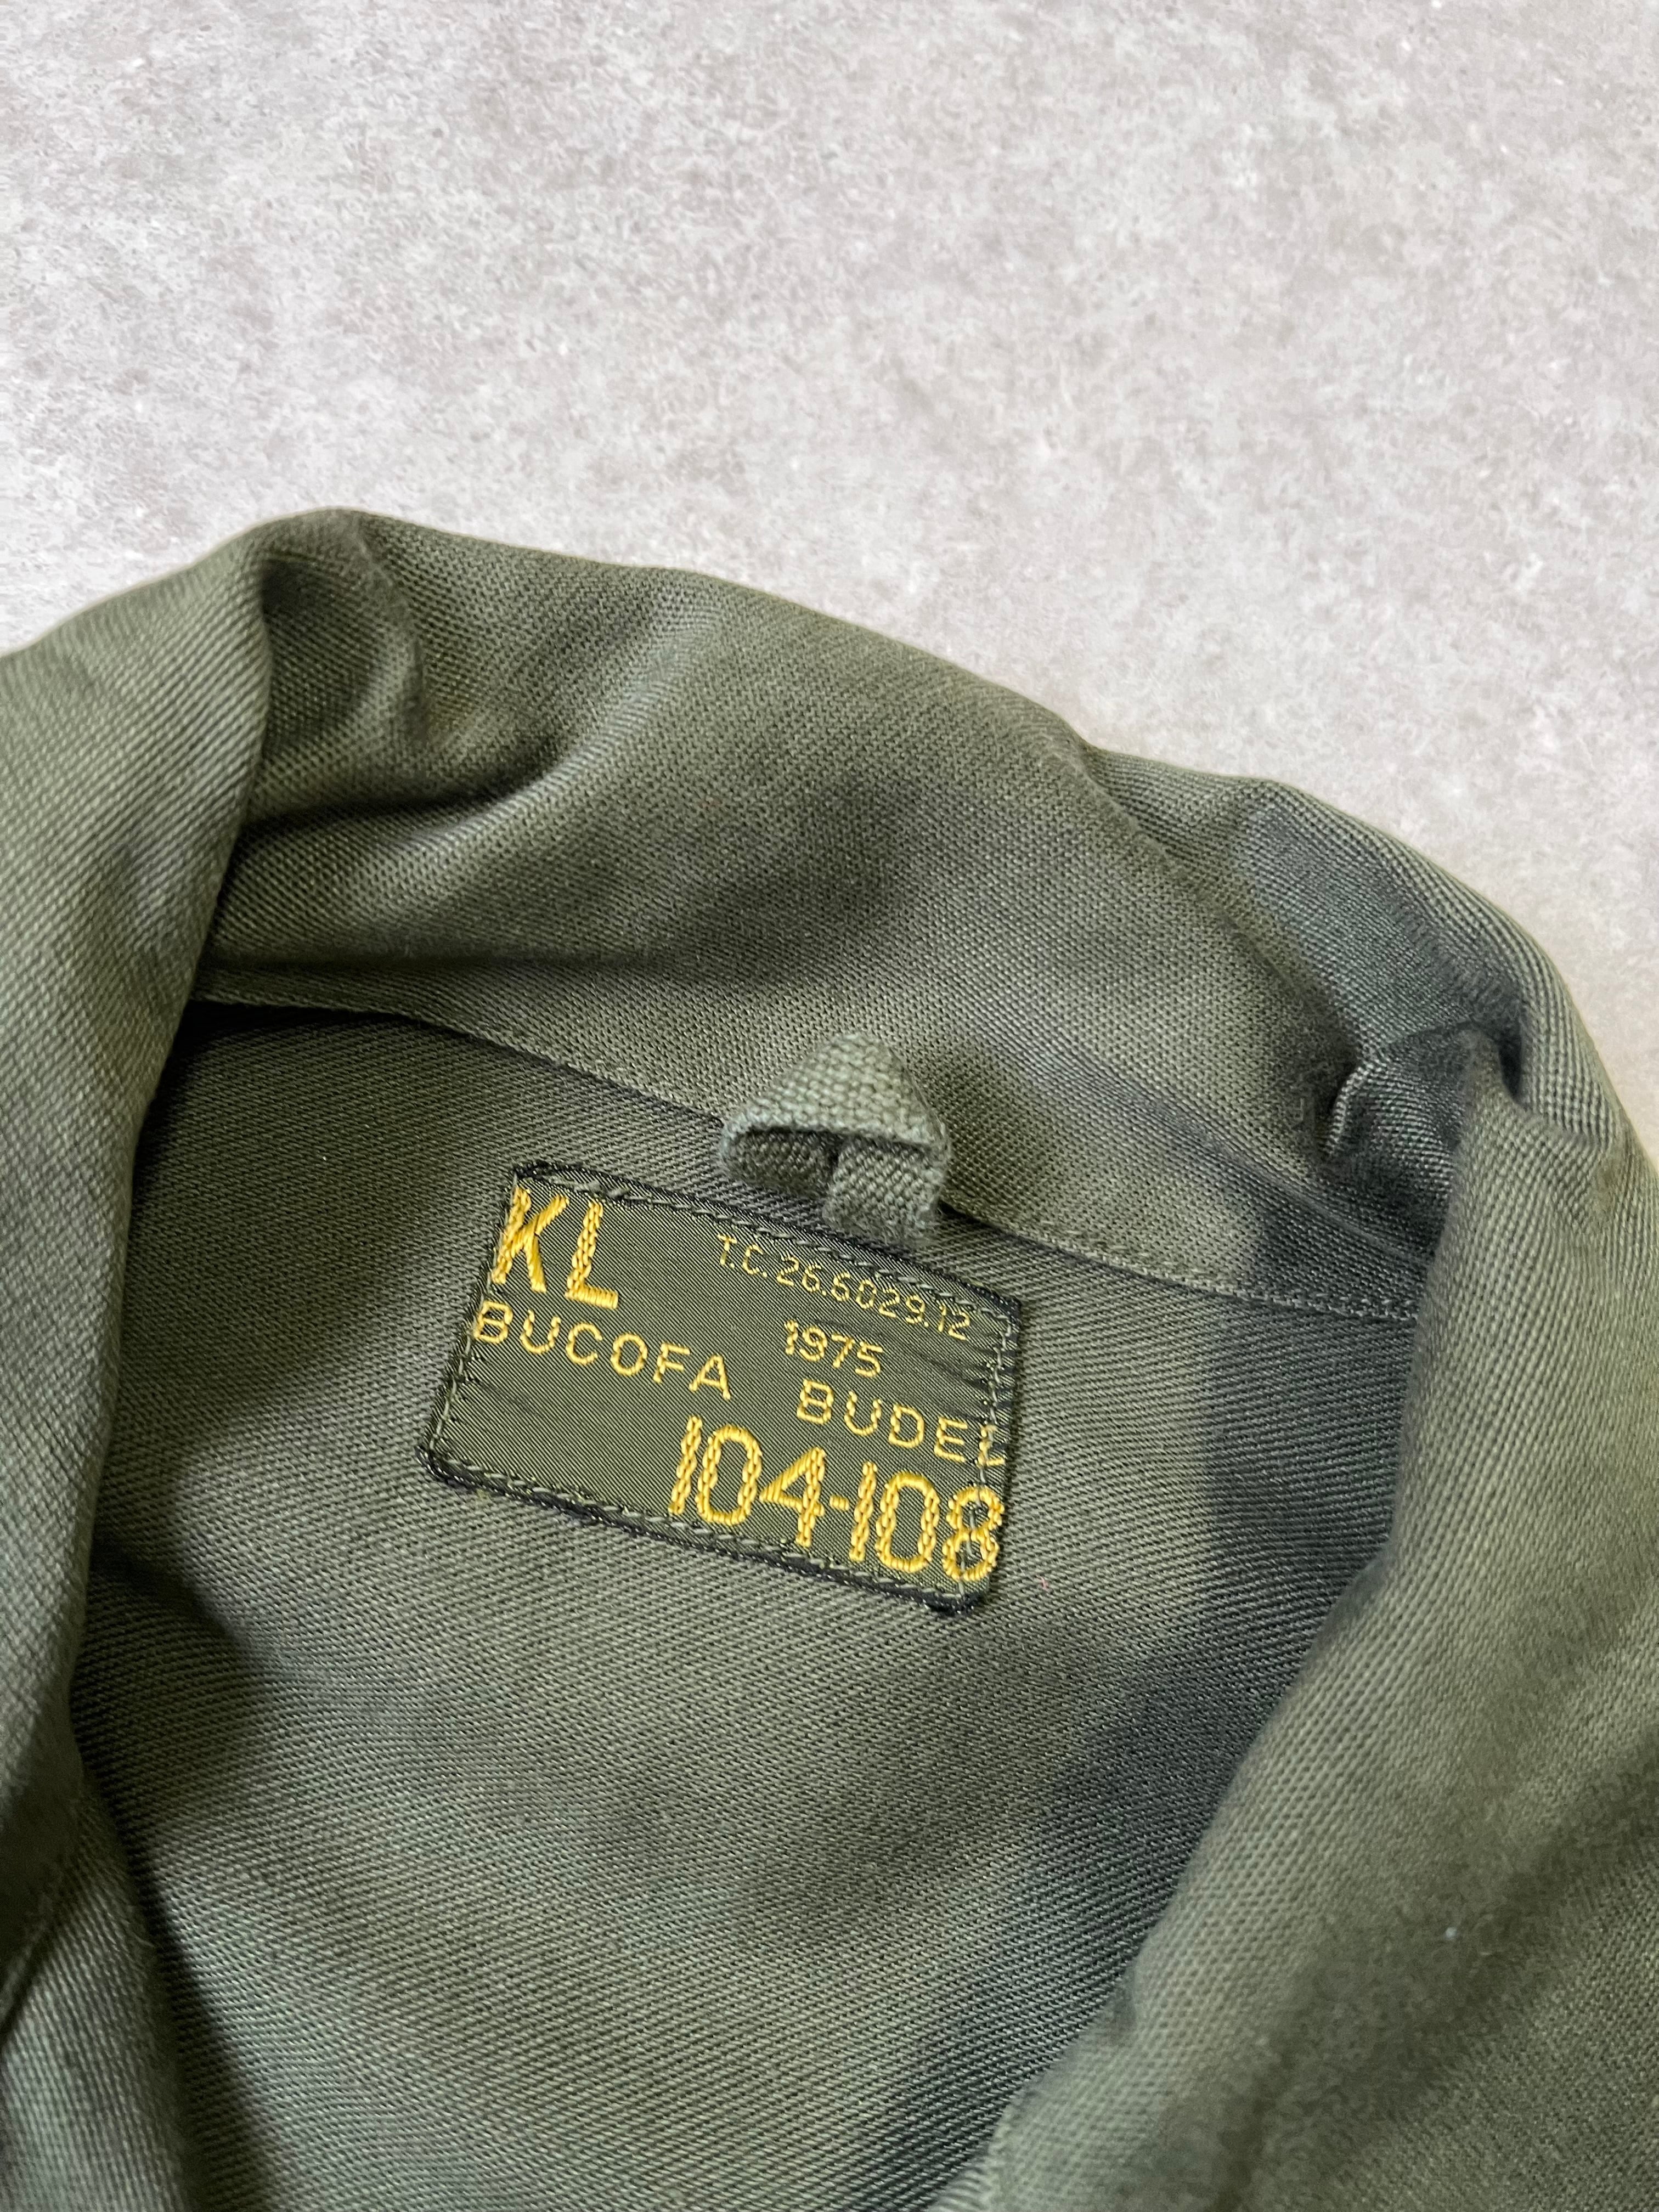 KL T.C. 26.6029.12
1975
BUCOFA BUDEL
104-108